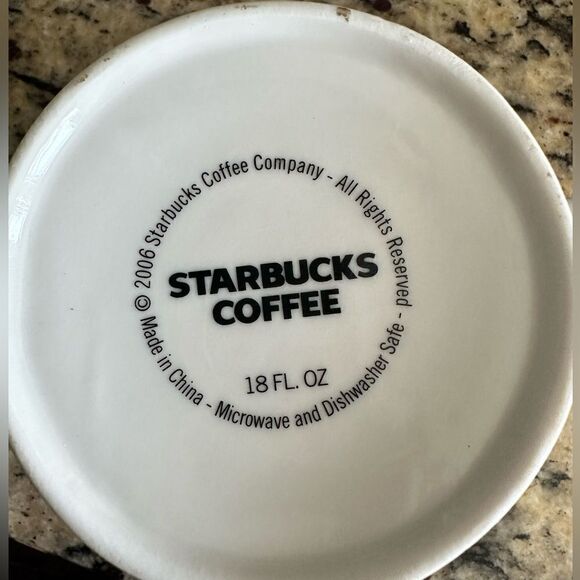 © 2006 Starbucks Coffee Company - All Rights Reserved
STARBUCKS
COFFEE
18 FL. OZ
Made in China - Microwave and Dishwasher Safe -